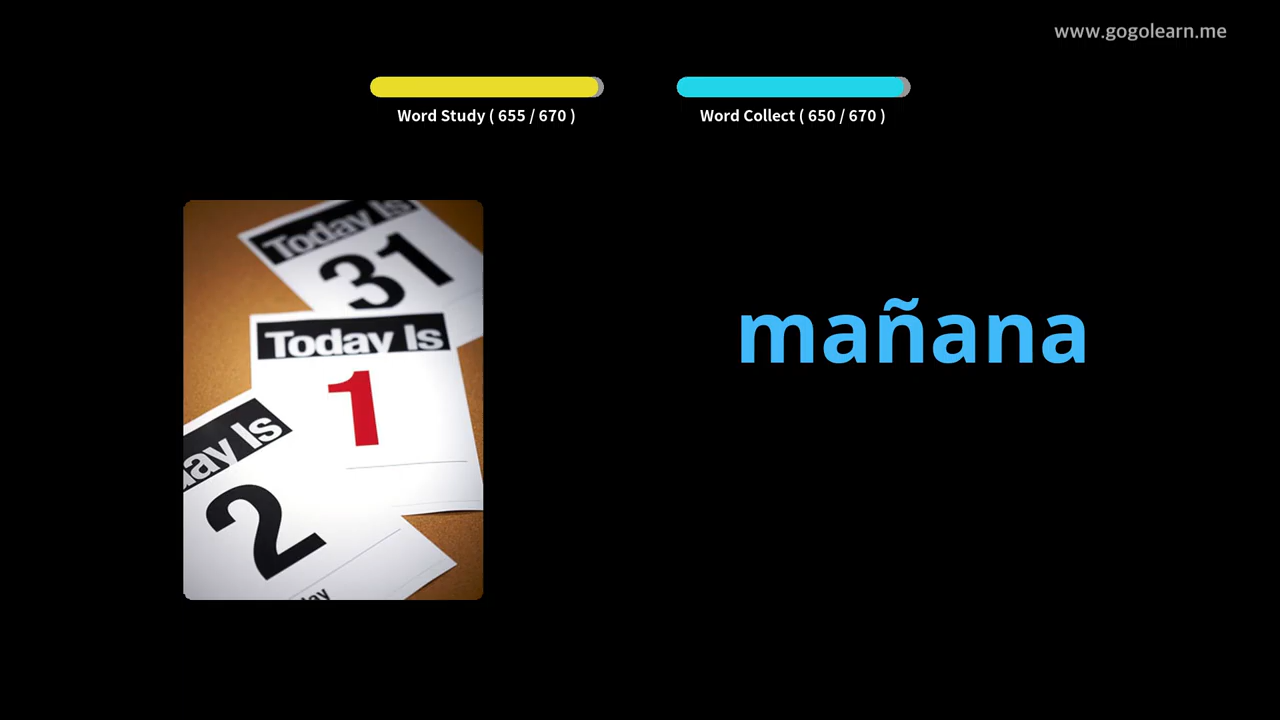 www.gogolearn.me
Word Study ( 655 / 670 )
Word Collect ( 650 / 670 )
Today Is
31
Today Is
1
ay Is
2
ay
mañana